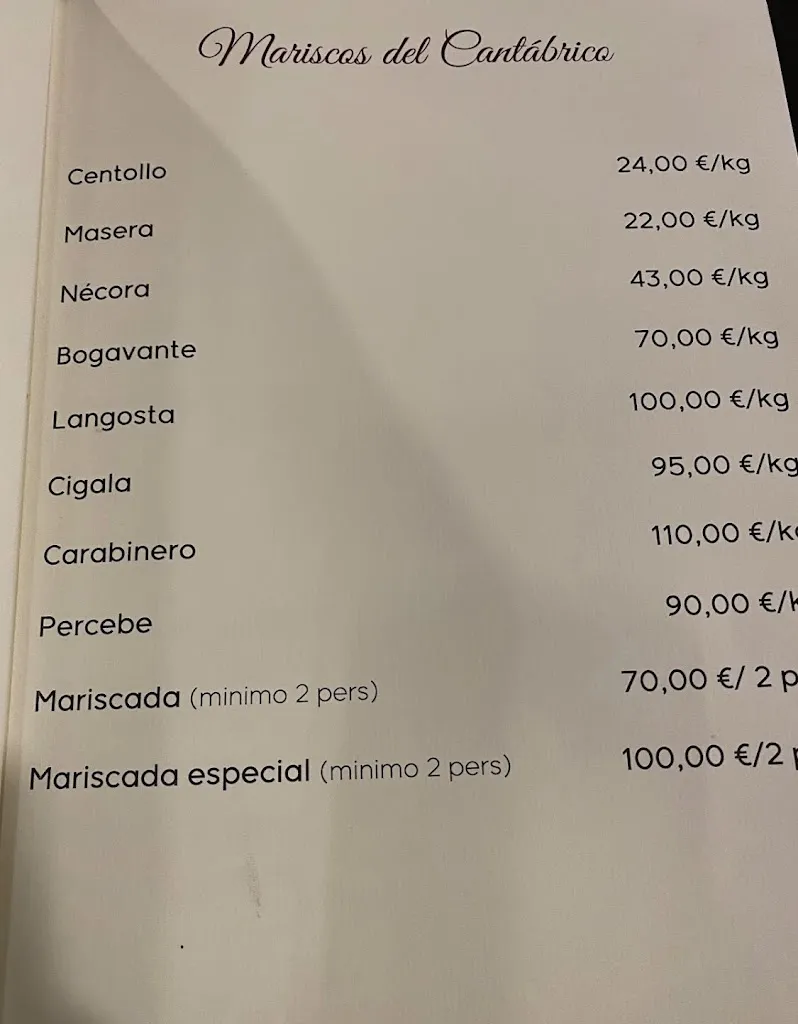 Mariscos del Cantábrico
Centollo 24,00 €/kg
Masera 22,00 €/kg
Nécora 43,00 €/kg
Bogavante 70,00 €/kg
Langosta 100,00 €/kg
Cigala 95,00 €/kg
Carabinero 110,00 €/k
Percebe 90,00 €/
Mariscada (minimo 2 pers) 70,00 €/ 2 p
Mariscada especial (minimo 2 pers) 100,00 €/2